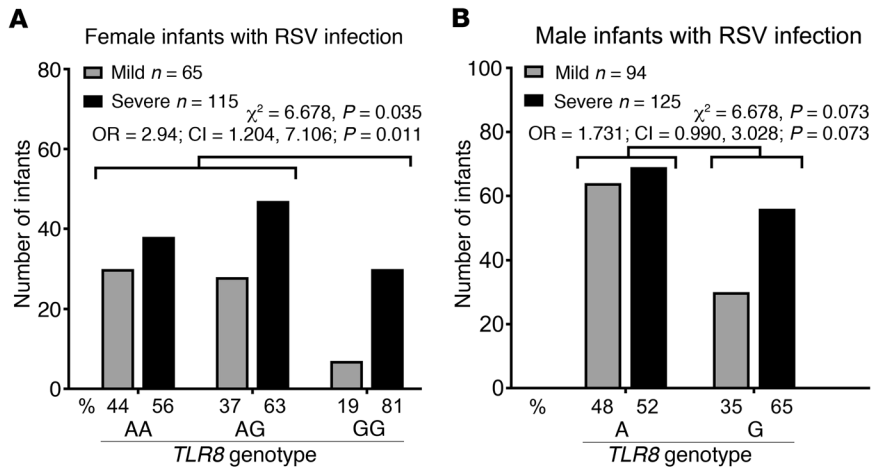 A
Female infants with RSV infection
Mild n = 65
Severe n = 115
χ² = 6.678, P = 0.035
OR = 2.94; CI = 1.204, 7.106; P = 0.011
Number of infants
80
60
40
20
0
% 44 56 37 63 19 81
AA AG GG
TLR8 genotype
B
Male infants with RSV infection
Mild n = 94
Severe n = 125
χ² = 6.678, P = 0.073
OR = 1.731; CI = 0.990, 3.028; P = 0.073
Number of infants
100
80
60
40
20
0
% 48 52 35 65
A G
TLR8 genotype